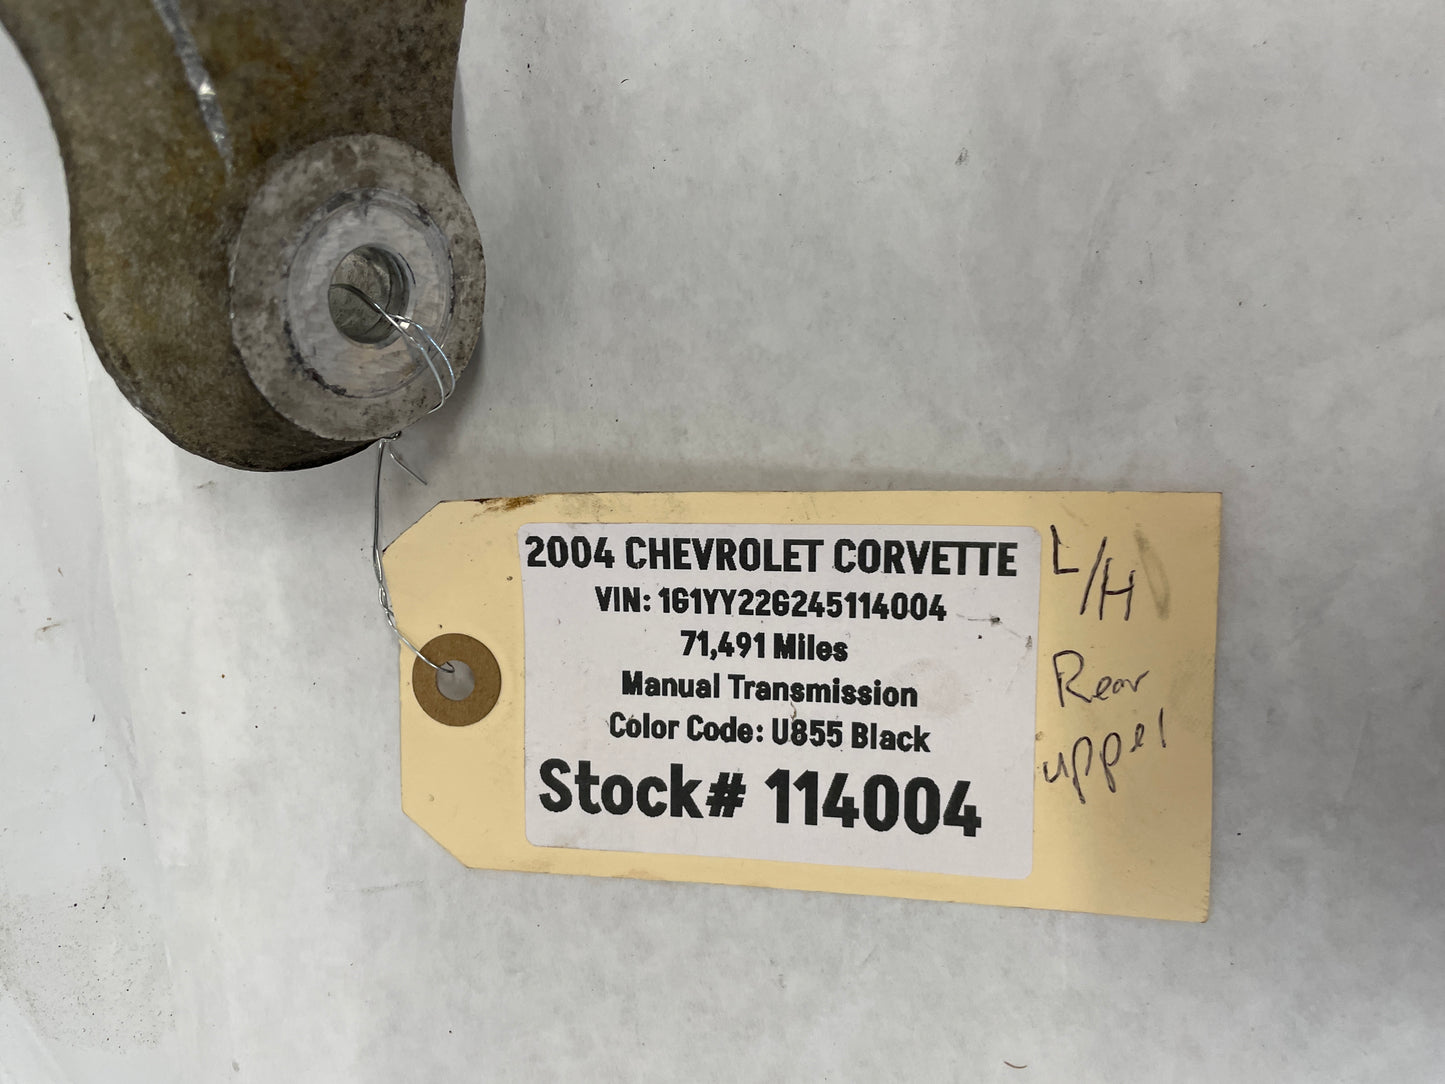 2004 CHEVROLET CORVETTE
VIN: 1G1YY22G245114004
71,491 Miles
Manual Transmission
Color Code: U855 Black
Stock# 114004
L/H
Rear
upper